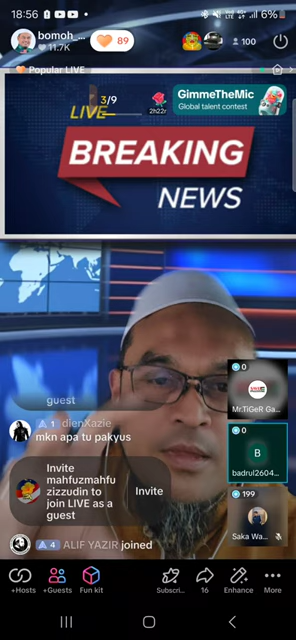 18:56
6%
bomoh_...
11.7K
89
100
Popular LIVE
LIVE
3/9
2h22r
GimmeTheMic
Global talent contest
BREAKING
NEWS
guest
1 dienXazie
mkn apa tu pakyus
Invite
mahfuzmahfu
zizzudin to
join LIVE as a
guest
Invite
4 ALIF YAZIR joined
0
Mr.TiGeR Ga...
0
B
badrul2604...
199
Saka Wa...
+Hosts
+Guests
Fun kit
Subscri...
16
Enhance
More